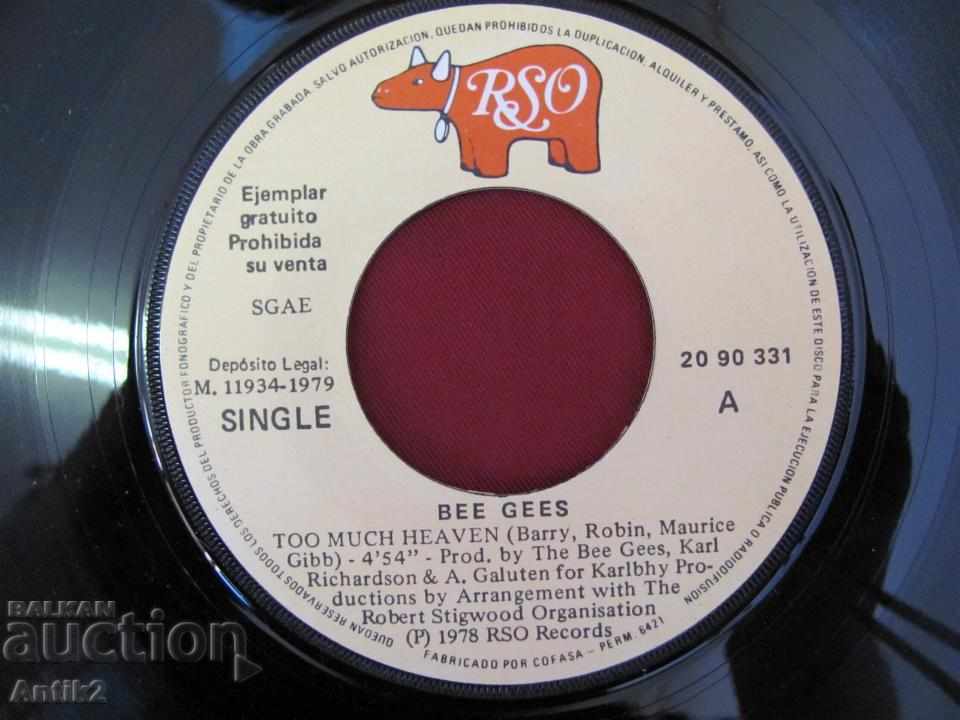 QUEDAN RESERVADOS TODOS LOS DERECHOS DEL PRODUCTOR FONOGRAFICO Y DEL PROPIETARIO DE LA OBRA GRABADA. SALVO AUTORIZACION, QUEDAN PROHIBIDOS LA DUPLICACION, ALQUILER Y PRESTAMO, ASI COMO LA UTILIZACION DE ESTE DISCO PARA LA EJECUCION PUBLICA O RADIODIFUSION
RSO
Ejemplar
gratuito
Prohibida
su venta
SGAE
Depósito Legal:
M. 11934-1979
SINGLE
20 90 331
A
BEE GEES
TOO MUCH HEAVEN (Barry, Robin, Maurice
Gibb) - 4'54" - Prod. by The Bee Gees, Karl
Richardson & A. Galuten for Karlbhy Pro-
ductions by Arrangement with The
Robert Stigwood Organisation
(P) 1978 RSO Records
FABRICADO POR COFASA - PERM. 6421
BALKAN
auction
Antik2